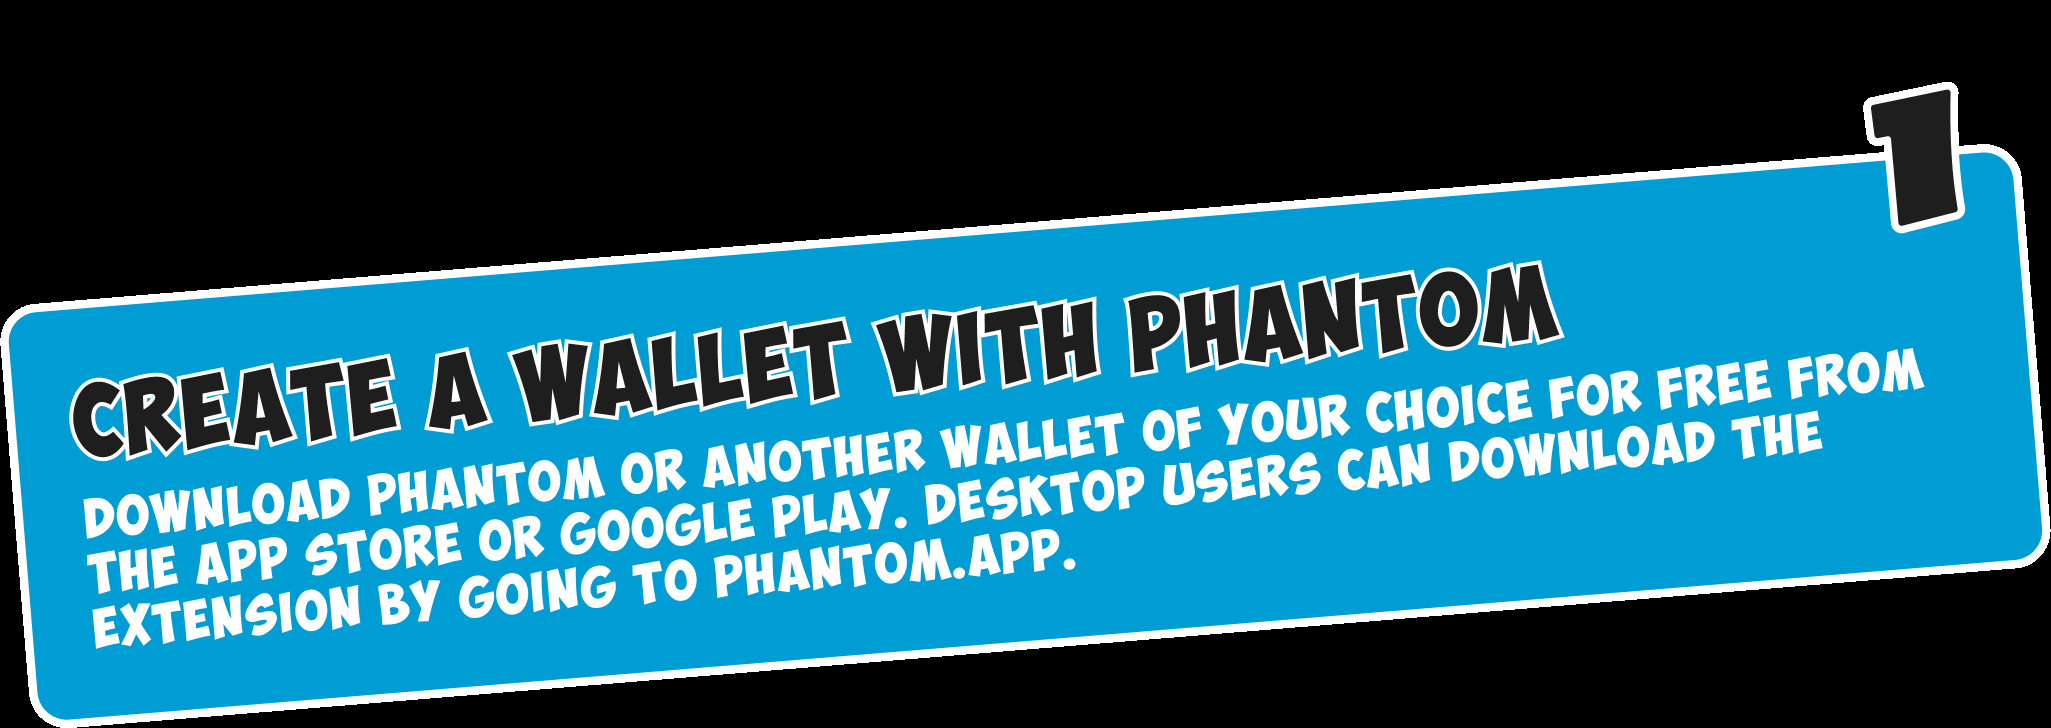 1
CREATE A WALLET WITH PHANTOM
DOWNLOAD PHANTOM OR ANOTHER WALLET OF YOUR CHOICE FOR FREE FROM
THE APP STORE OR GOOGLE PLAY. DESKTOP USERS CAN DOWNLOAD THE
EXTENSION BY GOING TO PHANTOM.APP.